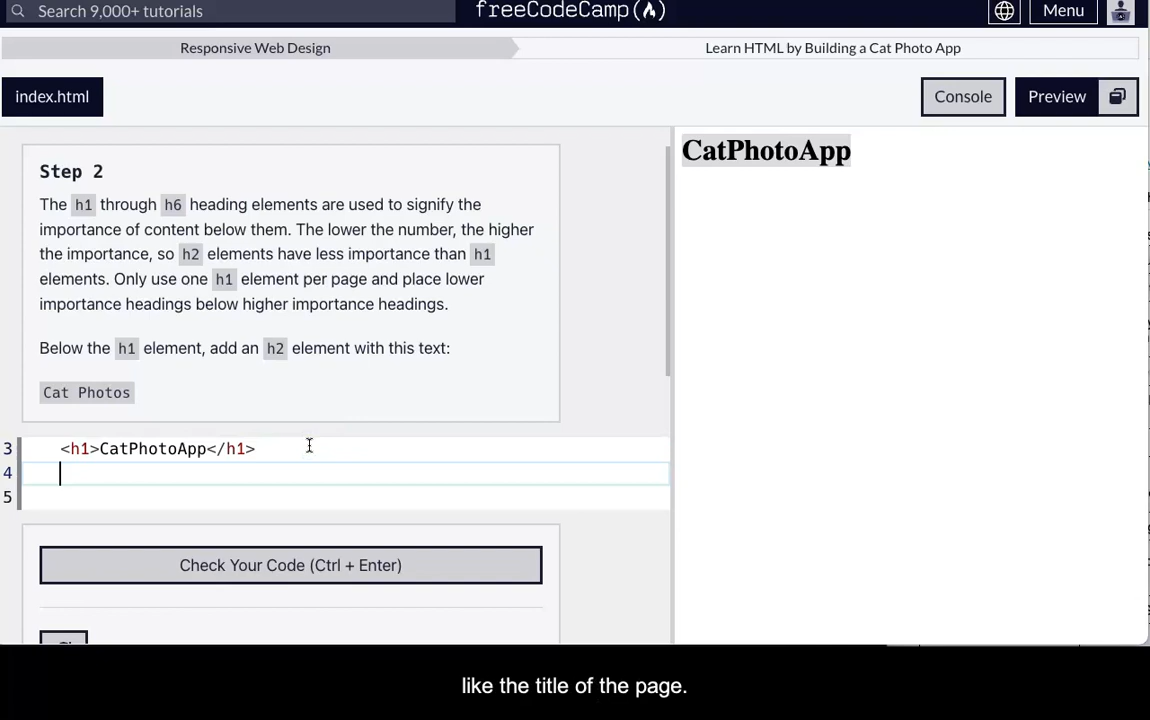 Search 9,000+ tutorials
freeCodeCamp
Menu
Responsive Web Design
Learn HTML by Building a Cat Photo App
index.html
Console
Preview
Step 2
The h1 through h6 heading elements are used to signify the
importance of content below them. The lower the number, the higher
the importance, so h2 elements have less importance than h1
elements. Only use one h1 element per page and place lower
importance headings below higher importance headings.
Below the h1 element, add an h2 element with this text:
Cat Photos
3 <h1>CatPhotoApp</h1>
4
5
Check Your Code (Ctrl + Enter)
CatPhotoApp
like the title of the page.